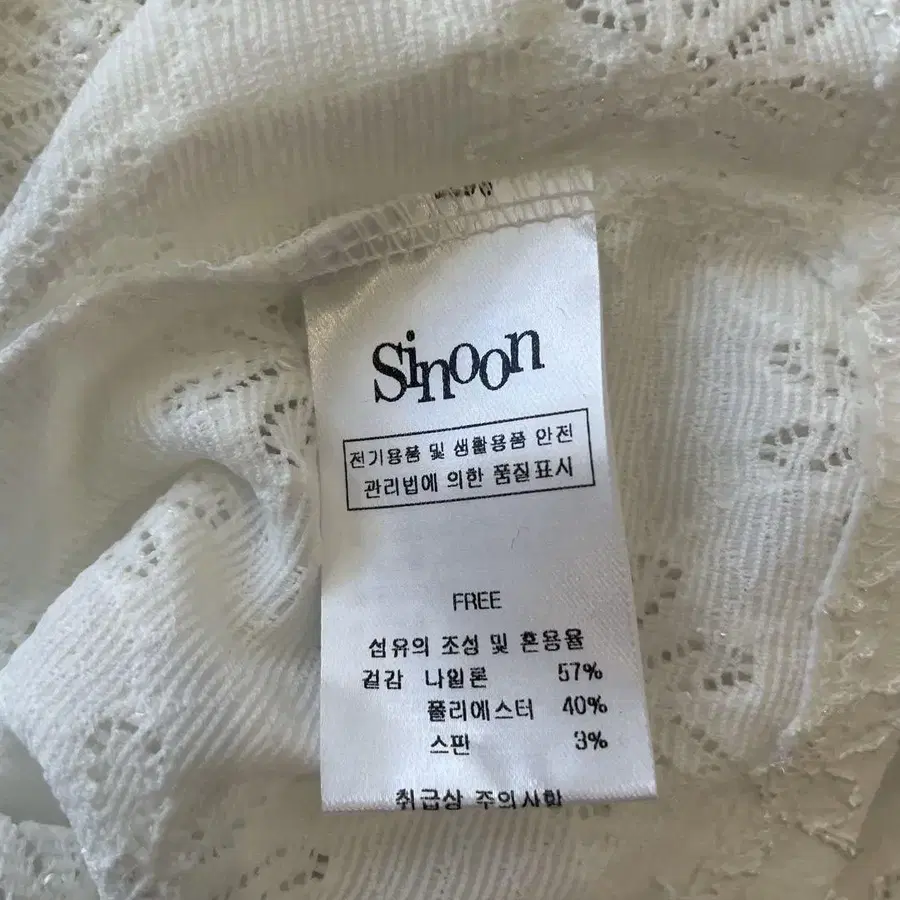 Sinoon
전기용품 및 생활용품 안전
관리법에 의한 품질표시
FREE
섬유의 조성 및 혼용율
겉감 나일론 57%
폴리에스터 40%
스판 3%
취급상 주의사항